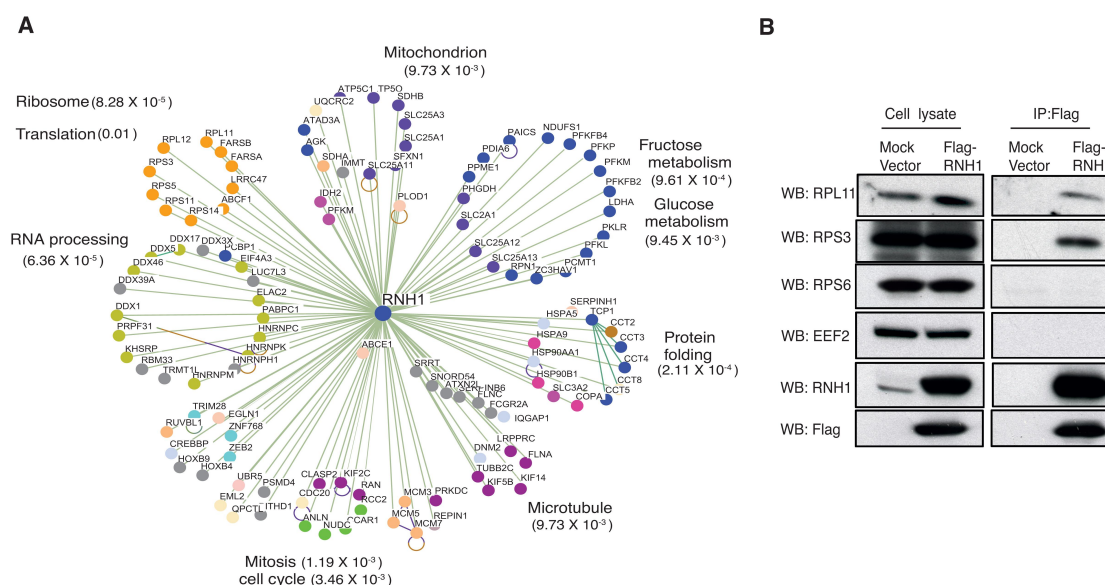 A
Mitochondrion
(9.73 X 10-3)
Ribosome (8.28 X 10-5)
Translation (0.01)
ATP5C1
TP5O
UQCRC2
SDHB
ATAD3A
SLC25A3
AGK
SLC25A1
SDHA
IMMT
SFXN1
SLC25A11
IDH2
PFKM
PLOD1
RPL11
RPL12
FARSB
RPS3
FARSA
RPS5
LRRC47
RPS11
ABCF1
RPS14
PAICS
NDUFS1
PDIA6
PFKFB4
PPME1
PFKP
PFKM
PHGDH
PFKFB2
LDHA
SLC2A1
PKLR
SLC25A12
PFKL
SLC25A13
PCMT1
RPN1
ZC3HAV1
Fructose
metabolism
(9.61 X 10-4)
Glucose
metabolism
(9.45 X 10-3)
RNA processing
(6.36 X 10-5)
DDX17
DDX3X
DDX5
PCBP1
DDX46
EIF4A3
LUC7L3
DDX39A
ELAC2
DDX1
PABPC1
PRPF31
HNRNPC
KHSRP
HNRNPK
RBM33
HNRNPH1
TRMT1L
HNRNPM
RNH1
ABCE1
SERPINH1
TCP1
HSPA5
CCT2
HSPA9
CCT3
HSP90AA1
CCT4
HSP90B1
CCT8
SLC3A2
CCT5
COPA
Protein
folding
(2.11 X 10-4)
SRRT
SNORD54
ATXN2L
FLNC
FCGR2A
IQGAP1
TRIM28
EGLN1
RUVBL1
ZNF768
CREBBP
ZEB2
HOXB9
HOXB4
UBR5
PSMD4
EML2
ITHD1
QPCTL
CLASP2
KIF2C
CDC20
RAN
RCC2
ANLN
CCAR1
NUDC
MCM3
PRKDC
MCM5
REPIN1
MCM7
LRPPRC
DNM2
FLNA
TUBB2C
KIF5B
KIF14
Microtubule
(9.73 X 10-3)
Mitosis (1.19 X 10-3)
cell cycle (3.46 X 10-3)
B
Cell lysate
IP:Flag
Mock Vector
Flag-RNH1
Mock Vector
Flag-RNH
WB: RPL11
WB: RPS3
WB: RPS6
WB: EEF2
WB: RNH1
WB: Flag